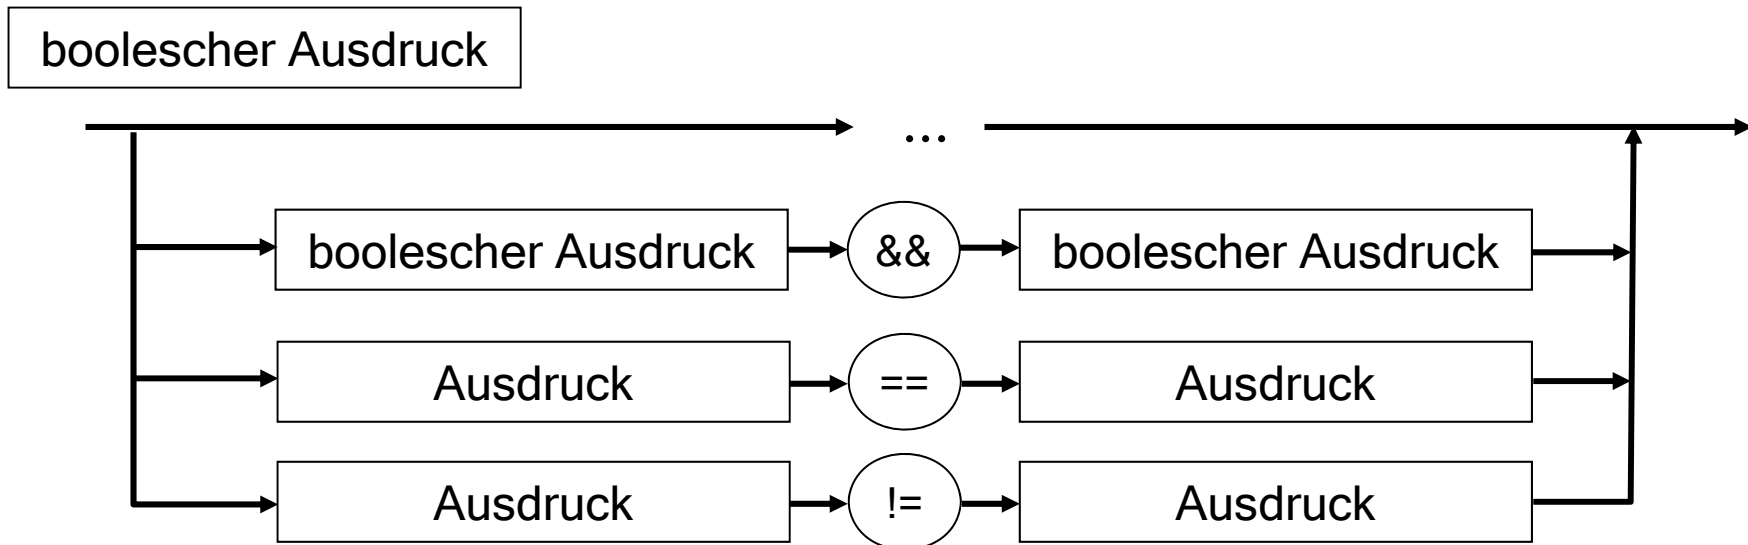 boolescher Ausdruck
...
boolescher Ausdruck && boolescher Ausdruck
Ausdruck == Ausdruck
Ausdruck != Ausdruck